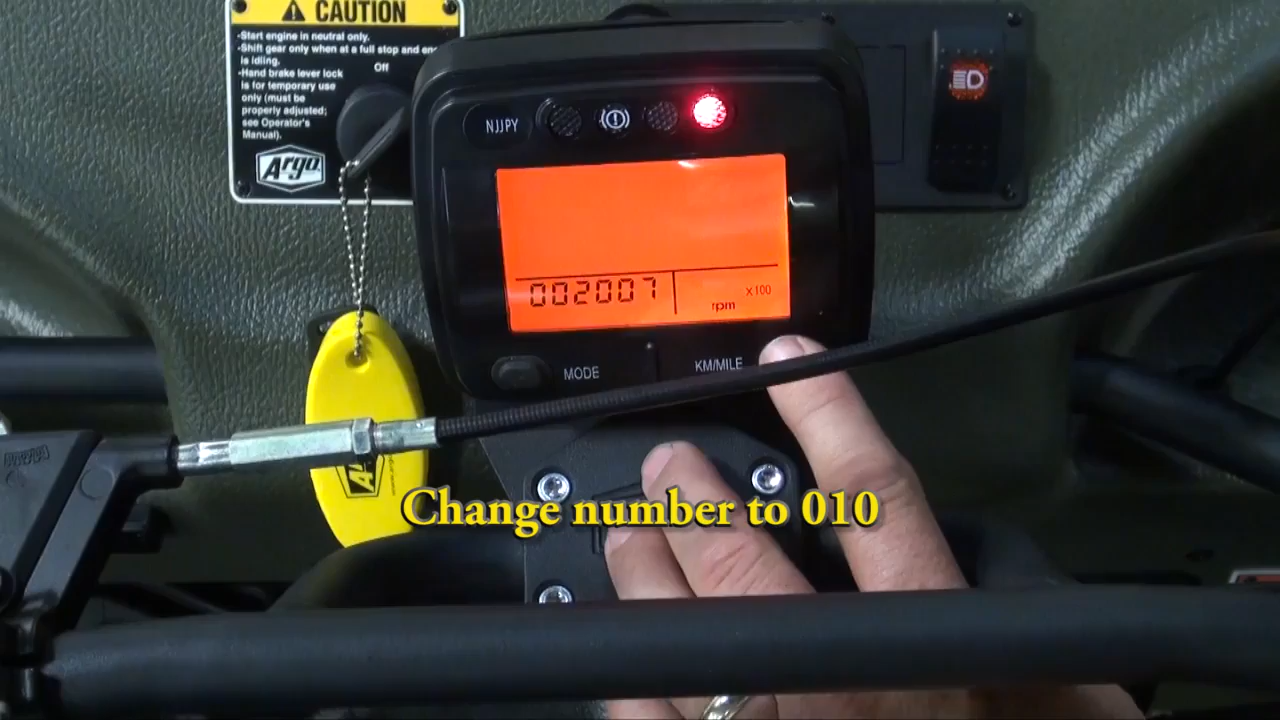 CAUTION
-Start engine in neutral only.
-Shift gear only when at a full stop and
is idling.
-Hand brake lever lock
is for temporary use
only (must be
properly adjusted;
see Operator's
Manual).
Off
Argo
NJJPY
002007
X100
rpm
MODE
KM/MILE
Change number to 010